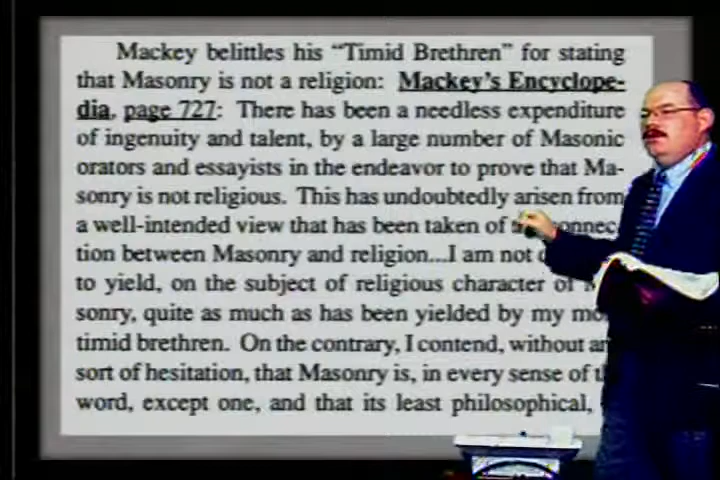 Mackey belittles his “Timid Brethren” for stating
that Masonry is not a religion: Mackey's Encyclope-
dia, page 727: There has been a needless expenditure
of ingenuity and talent, by a large number of Masonic
orators and essayists in the endeavor to prove that Ma-
sonry is not religious. This has undoubtedly arisen from
a well-intended view that has been taken of
tion between Masonry and religion...I am not
to yield, on the subject of religious character of
sonry, quite as much as has been yielded by my
timid brethren. On the contrary, I contend, without
sort of hesitation, that Masonry is, in every sense of
word, except one, and that its least philosophical,